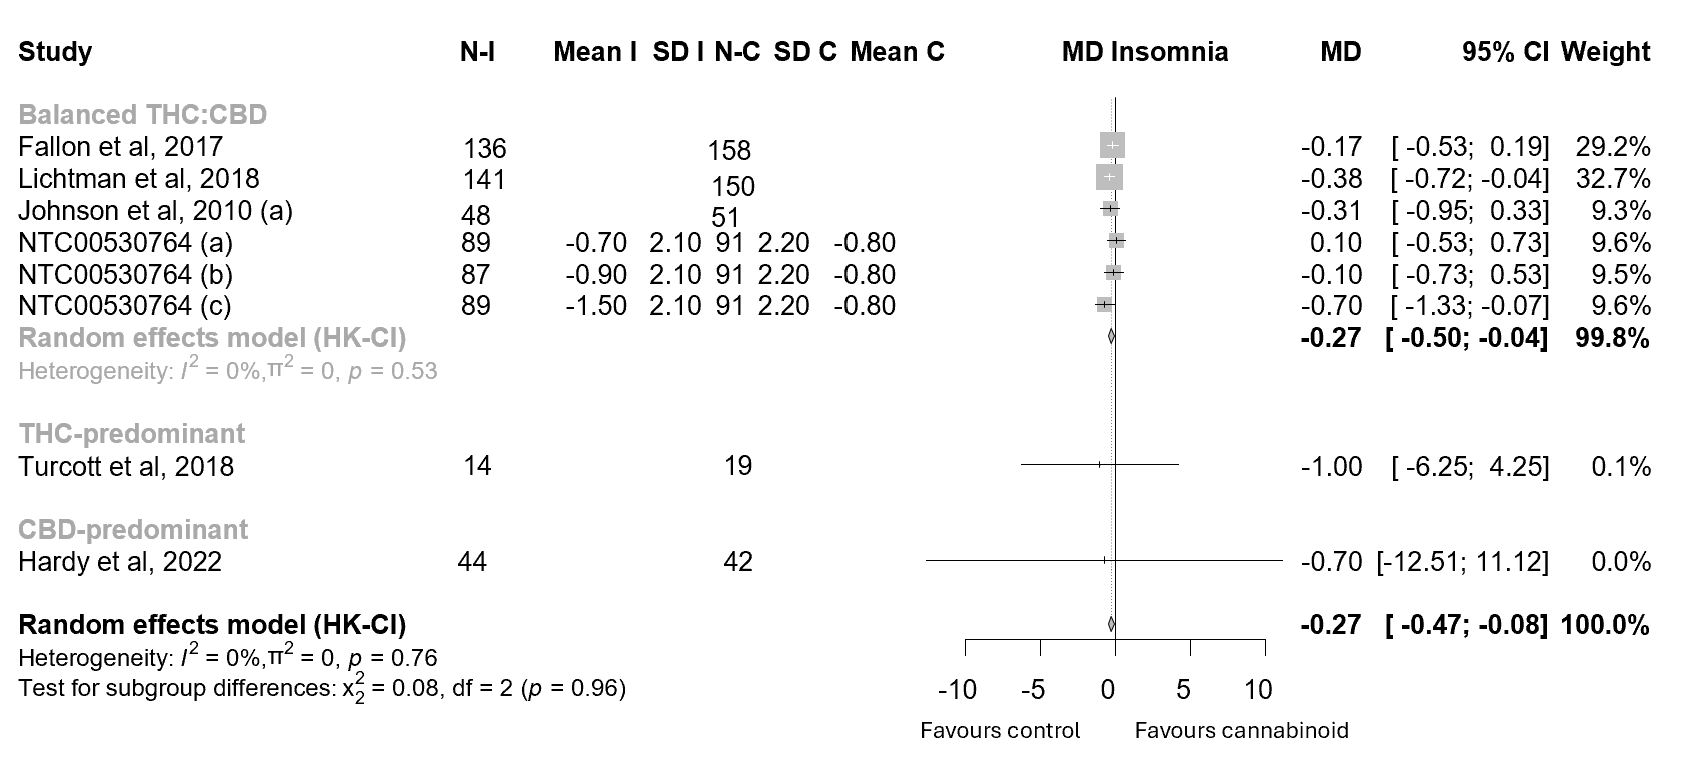 Study N-I Mean I SD I N-C SD C Mean C MD Insomnia MD 95% CI Weight
Balanced THC:CBD
Fallon et al, 2017 136 158 -0.17 [ -0.53; 0.19] 29.2%
Lichtman et al, 2018 141 150 -0.38 [ -0.72; -0.04] 32.7%
Johnson et al, 2010 (a) 48 51 -0.31 [ -0.95; 0.33] 9.3%
NTC00530764 (a) 89 -0.70 2.10 91 2.20 -0.80 0.10 [ -0.53; 0.73] 9.6%
NTC00530764 (b) 87 -0.90 2.10 91 2.20 -0.80 -0.10 [ -0.73; 0.53] 9.5%
NTC00530764 (c) 89 -1.50 2.10 91 2.20 -0.80 -0.70 [ -1.33; -0.07] 9.6%
Random effects model (HK-CI) -0.27 [ -0.50; -0.04] 99.8%
Heterogeneity: I² = 0%,π² = 0, p = 0.53
THC-predominant
Turcott et al, 2018 14 19 -1.00 [ -6.25; 4.25] 0.1%
CBD-predominant
Hardy et al, 2022 44 42 -0.70 [-12.51; 11.12] 0.0%
Random effects model (HK-CI) -0.27 [ -0.47; -0.08] 100.0%
Heterogeneity: I² = 0%,π² = 0, p = 0.76
Test for subgroup differences: x²₂ = 0.08, df = 2 (p = 0.96)
-10 -5 0 5 10
Favours control Favours cannabinoid